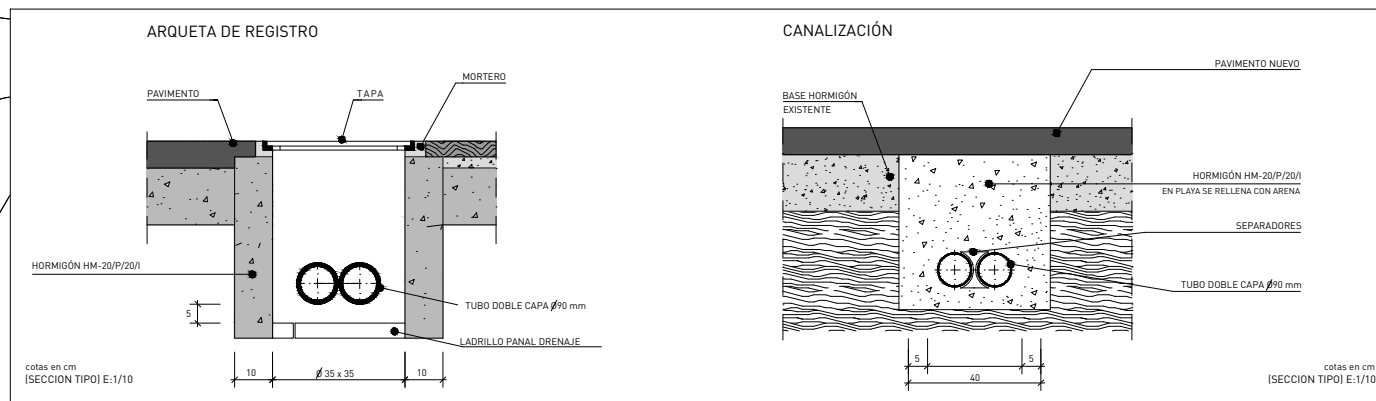 ARQUETA DE REGISTRO
PAVIMENTO
TAPA
MORTERO
HORMIGÓN HM-20/P/20/I
5
TUBO DOBLE CAPA Ø90 mm
LADRILLO PANAL DRENAJE
10
Ø 35 x 35
10
cotas en cm
(SECCION TIPO) E:1/10
CANALIZACIÓN
PAVIMENTO NUEVO
BASE HORMIGÓN
EXISTENTE
HORMIGÓN HM-20/P/20/I
EN PLAYA SE RELLENA CON ARENA
SEPARADORES
TUBO DOBLE CAPA Ø90 mm
5
5
40
cotas en cm
(SECCION TIPO) E:1/10